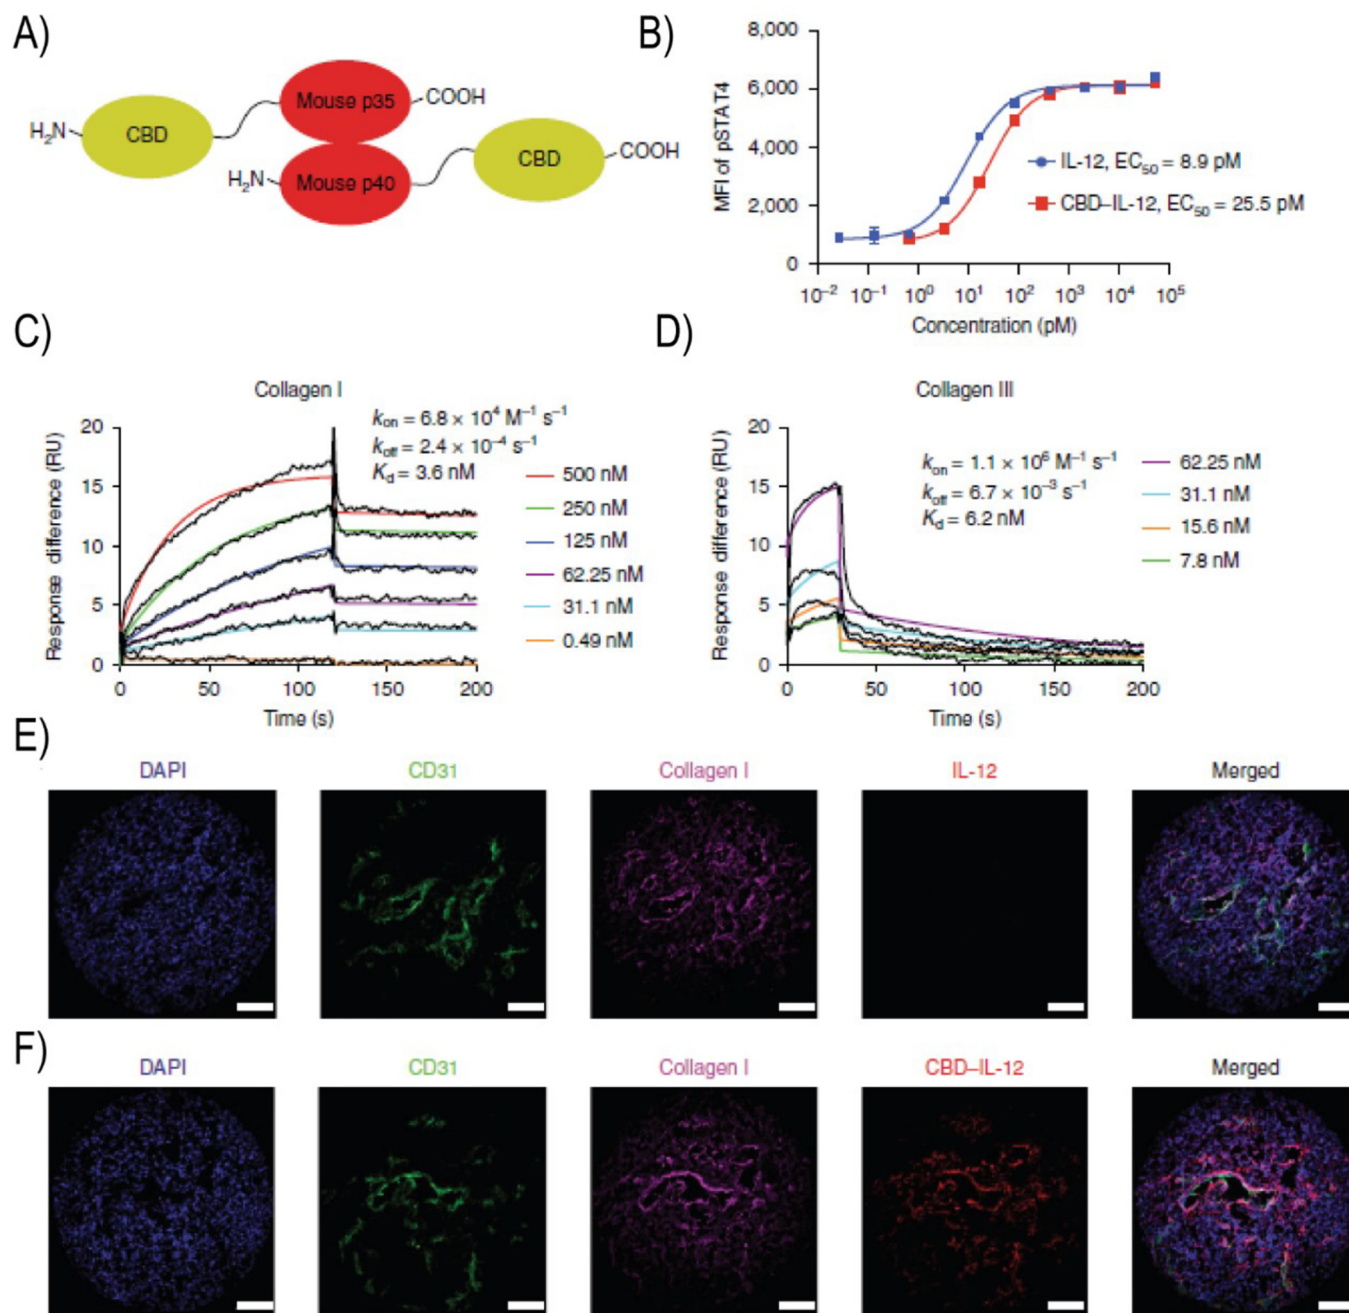 A)
H₂N
CBD
Mouse p35
COOH
H₂N
Mouse p40
CBD
COOH
B)
8,000
6,000
4,000
2,000
0
MFI of pSTAT4
IL-12, EC₅₀ = 8.9 pM
CBD–IL-12, EC₅₀ = 25.5 pM
10⁻² 10⁻¹ 10⁰ 10¹ 10² 10³ 10⁴ 10⁵
Concentration (pM)
C)
Collagen I
kon = 6.8 × 10⁴ M⁻¹ s⁻¹
koff = 2.4 × 10⁻⁴ s⁻¹
Kd = 3.6 nM
20
15
10
5
0
Response difference (RU)
500 nM
250 nM
125 nM
62.25 nM
31.1 nM
0.49 nM
0 50 100 150 200
Time (s)
D)
Collagen III
kon = 1.1 × 10⁶ M⁻¹ s⁻¹
koff = 6.7 × 10⁻³ s⁻¹
Kd = 6.2 nM
20
15
10
5
0
Response difference (RU)
62.25 nM
31.1 nM
15.6 nM
7.8 nM
0 50 100 150 200
Time (s)
E)
DAPI CD31 Collagen I IL-12 Merged
F)
DAPI CD31 Collagen I CBD–IL-12 Merged